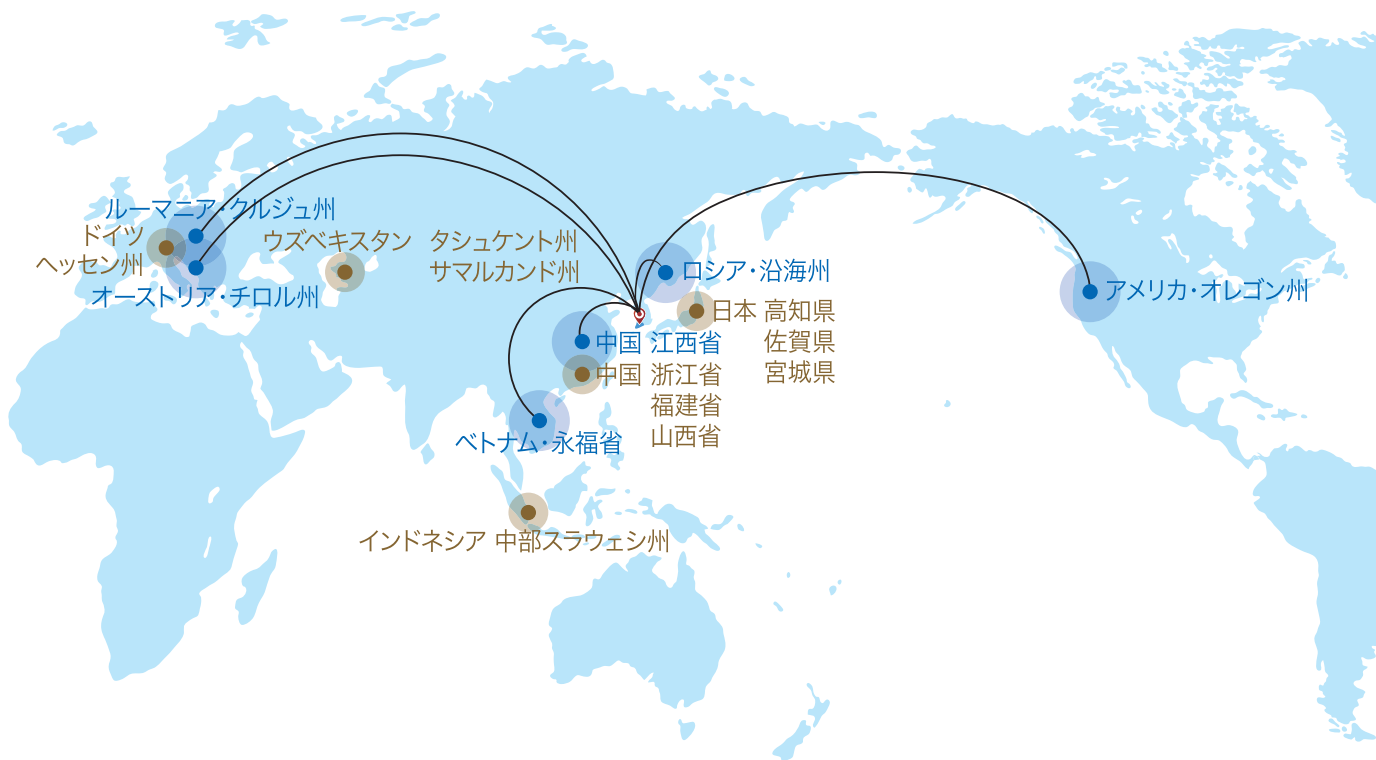 ルーマニア・クルジュ州
ドイツ
ヘッセン州
オーストリア・チロル州
ウズベキスタン タシュケント州
サマルカンド州
ロシア・沿海州
アメリカ・オレゴン州
日本 高知県
佐賀県
宮城県
中国 江西省
中国 浙江省
福建省
山西省
ベトナム・永福省
インドネシア 中部スラウェシ州